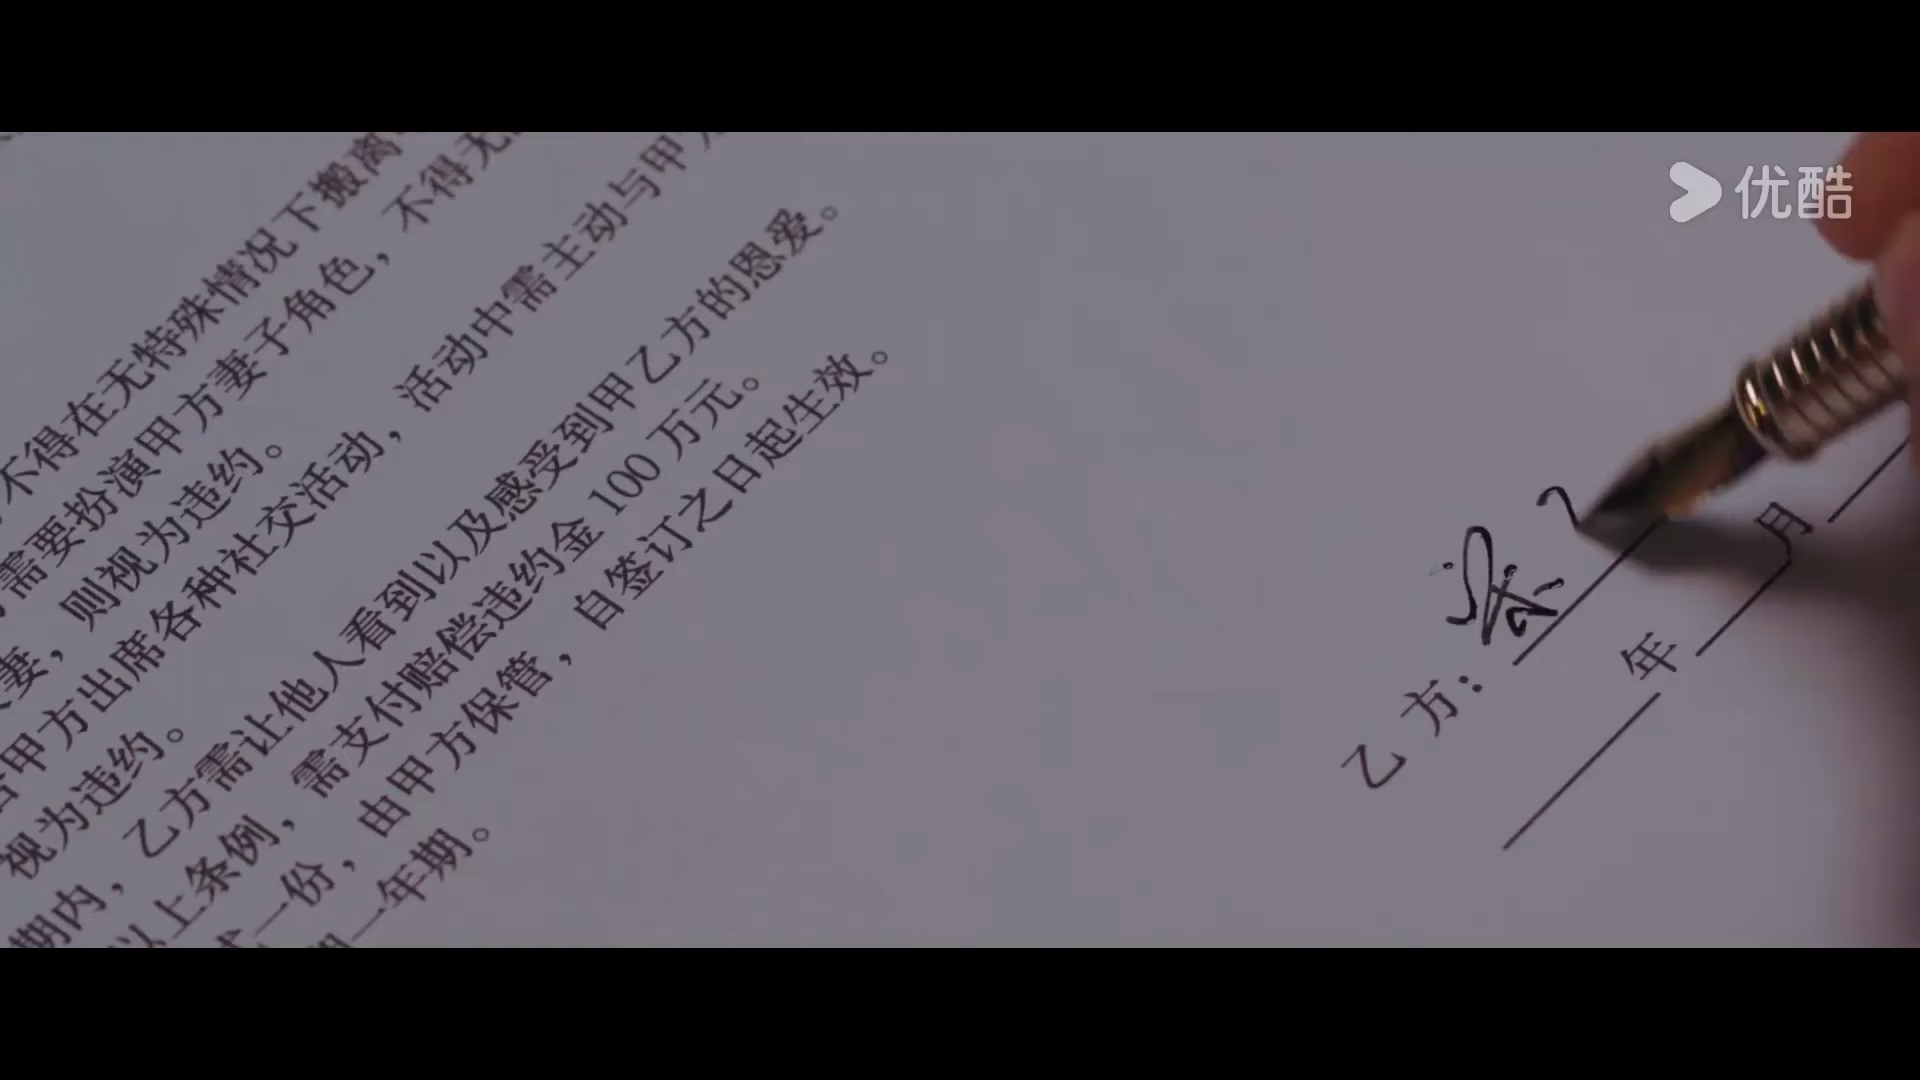 优酷
不得在无特殊情况下搬离
需要扮演甲方妻子角色，不得无
妻，则视为违约。
甲方出席各种社交活动，活动中需主动与甲方
视为违约。
期内，乙方需让他人看到以及感受到甲乙方的恩爱。
以上条例，需支付赔偿违约金100万元。
式一份，由甲方保管，自签订之日起生效。
一年期。
乙方：梁
年 月